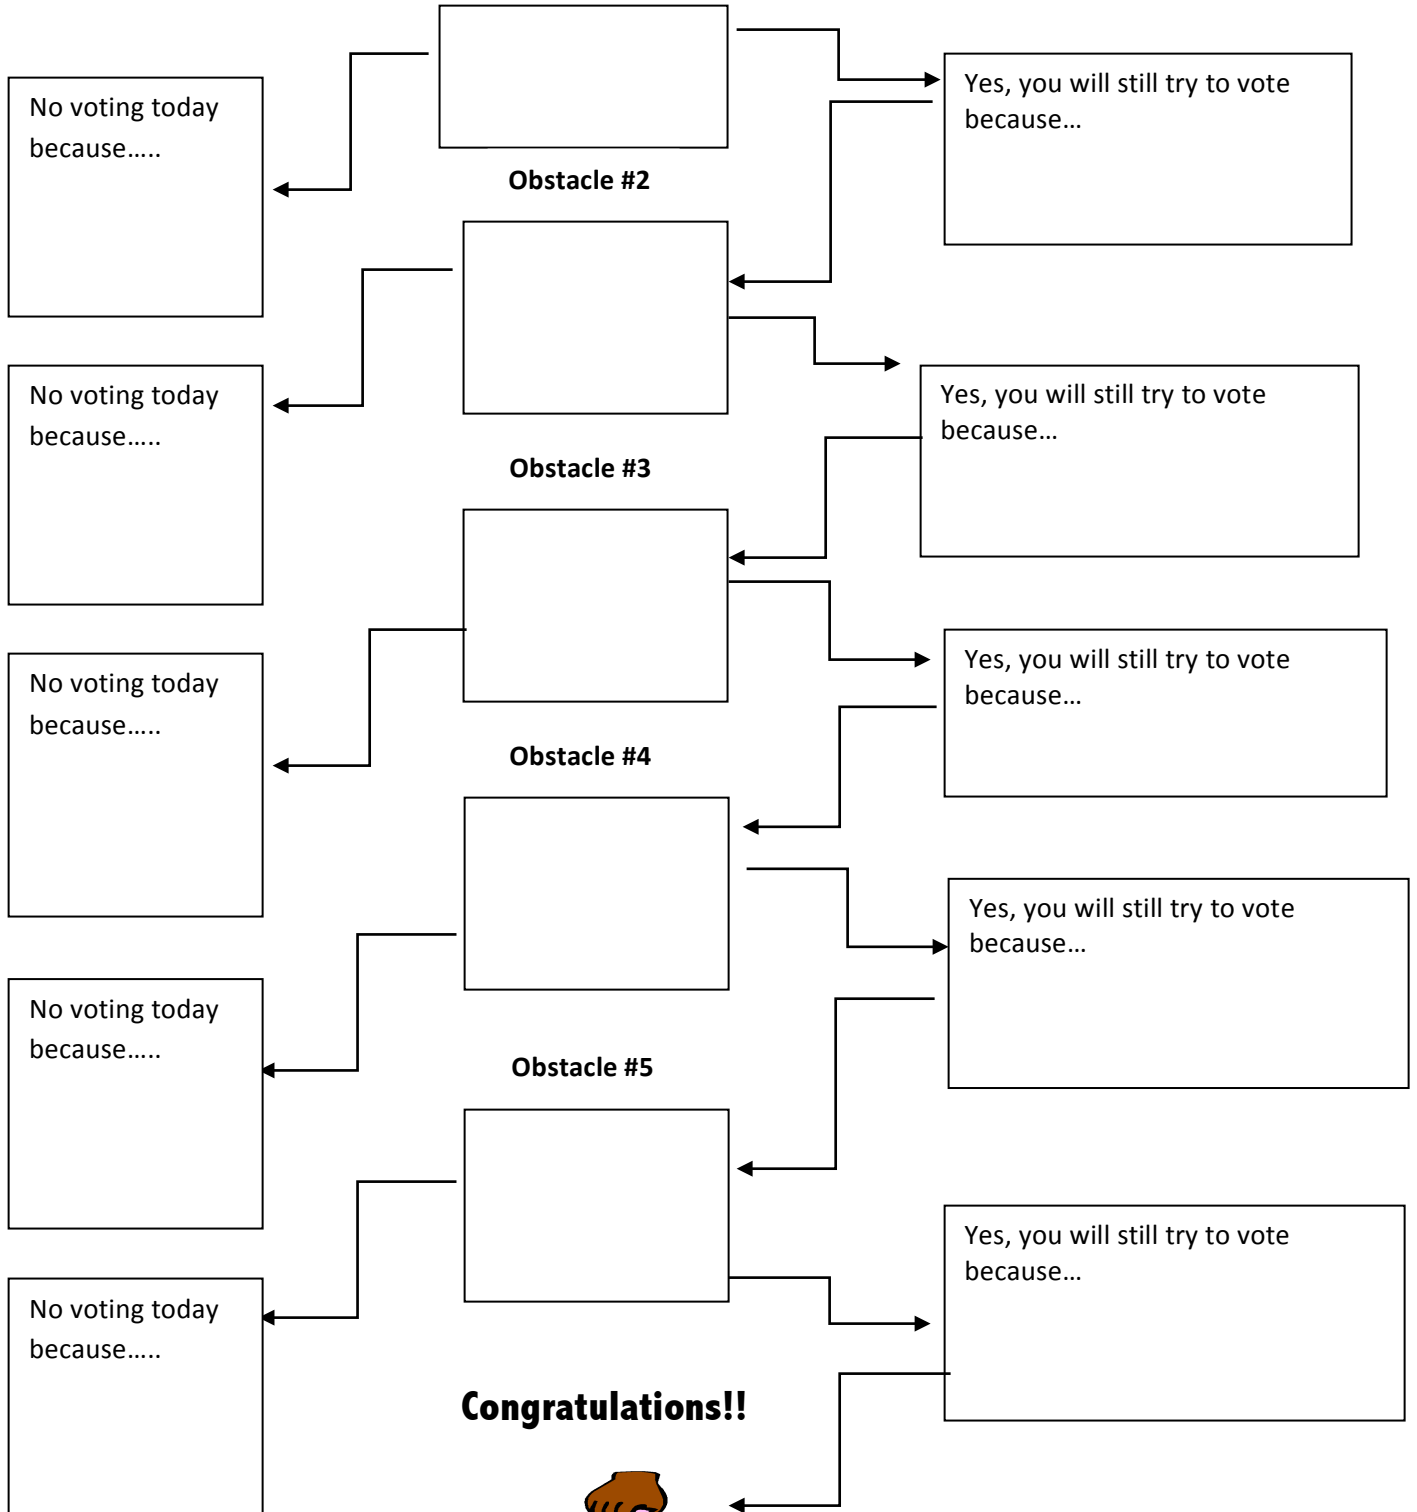 Yes, you will still try to vote
because…
No voting today
because…..
Obstacle #2
Yes, you will still try to vote
because…
No voting today
because…..
Obstacle #3
Yes, you will still try to vote
because…
No voting today
because…..
Obstacle #4
Yes, you will still try to vote
because…
No voting today
because…..
Obstacle #5
Yes, you will still try to vote
because…
No voting today
because…..
Congratulations!!